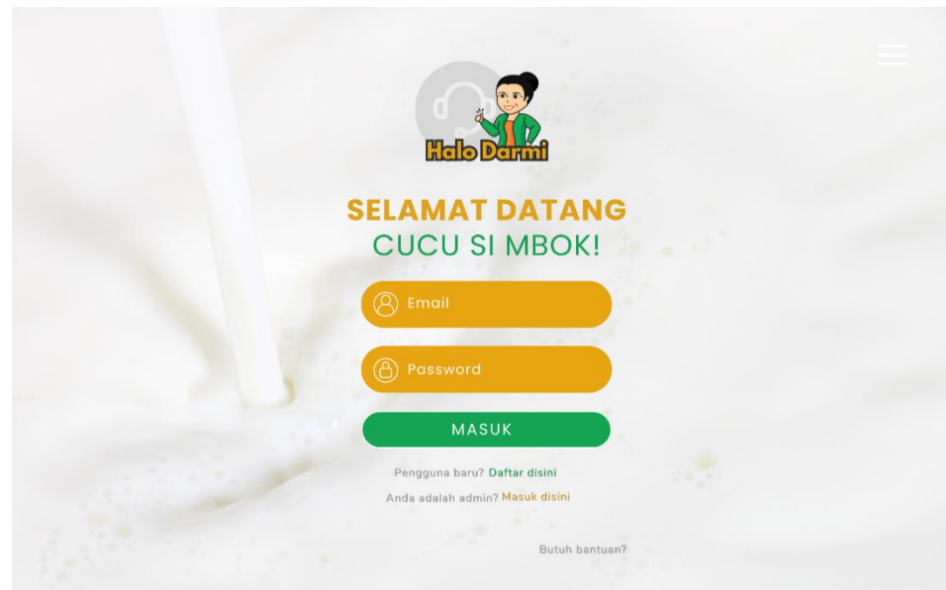 Halo Darmi
SELAMAT DATANG
CUCU SI MBOK!
Email
Password
MASUK
Pengguna baru? Daftar disini
Anda adalah admin? Masuk disini
Butuh bantuan?